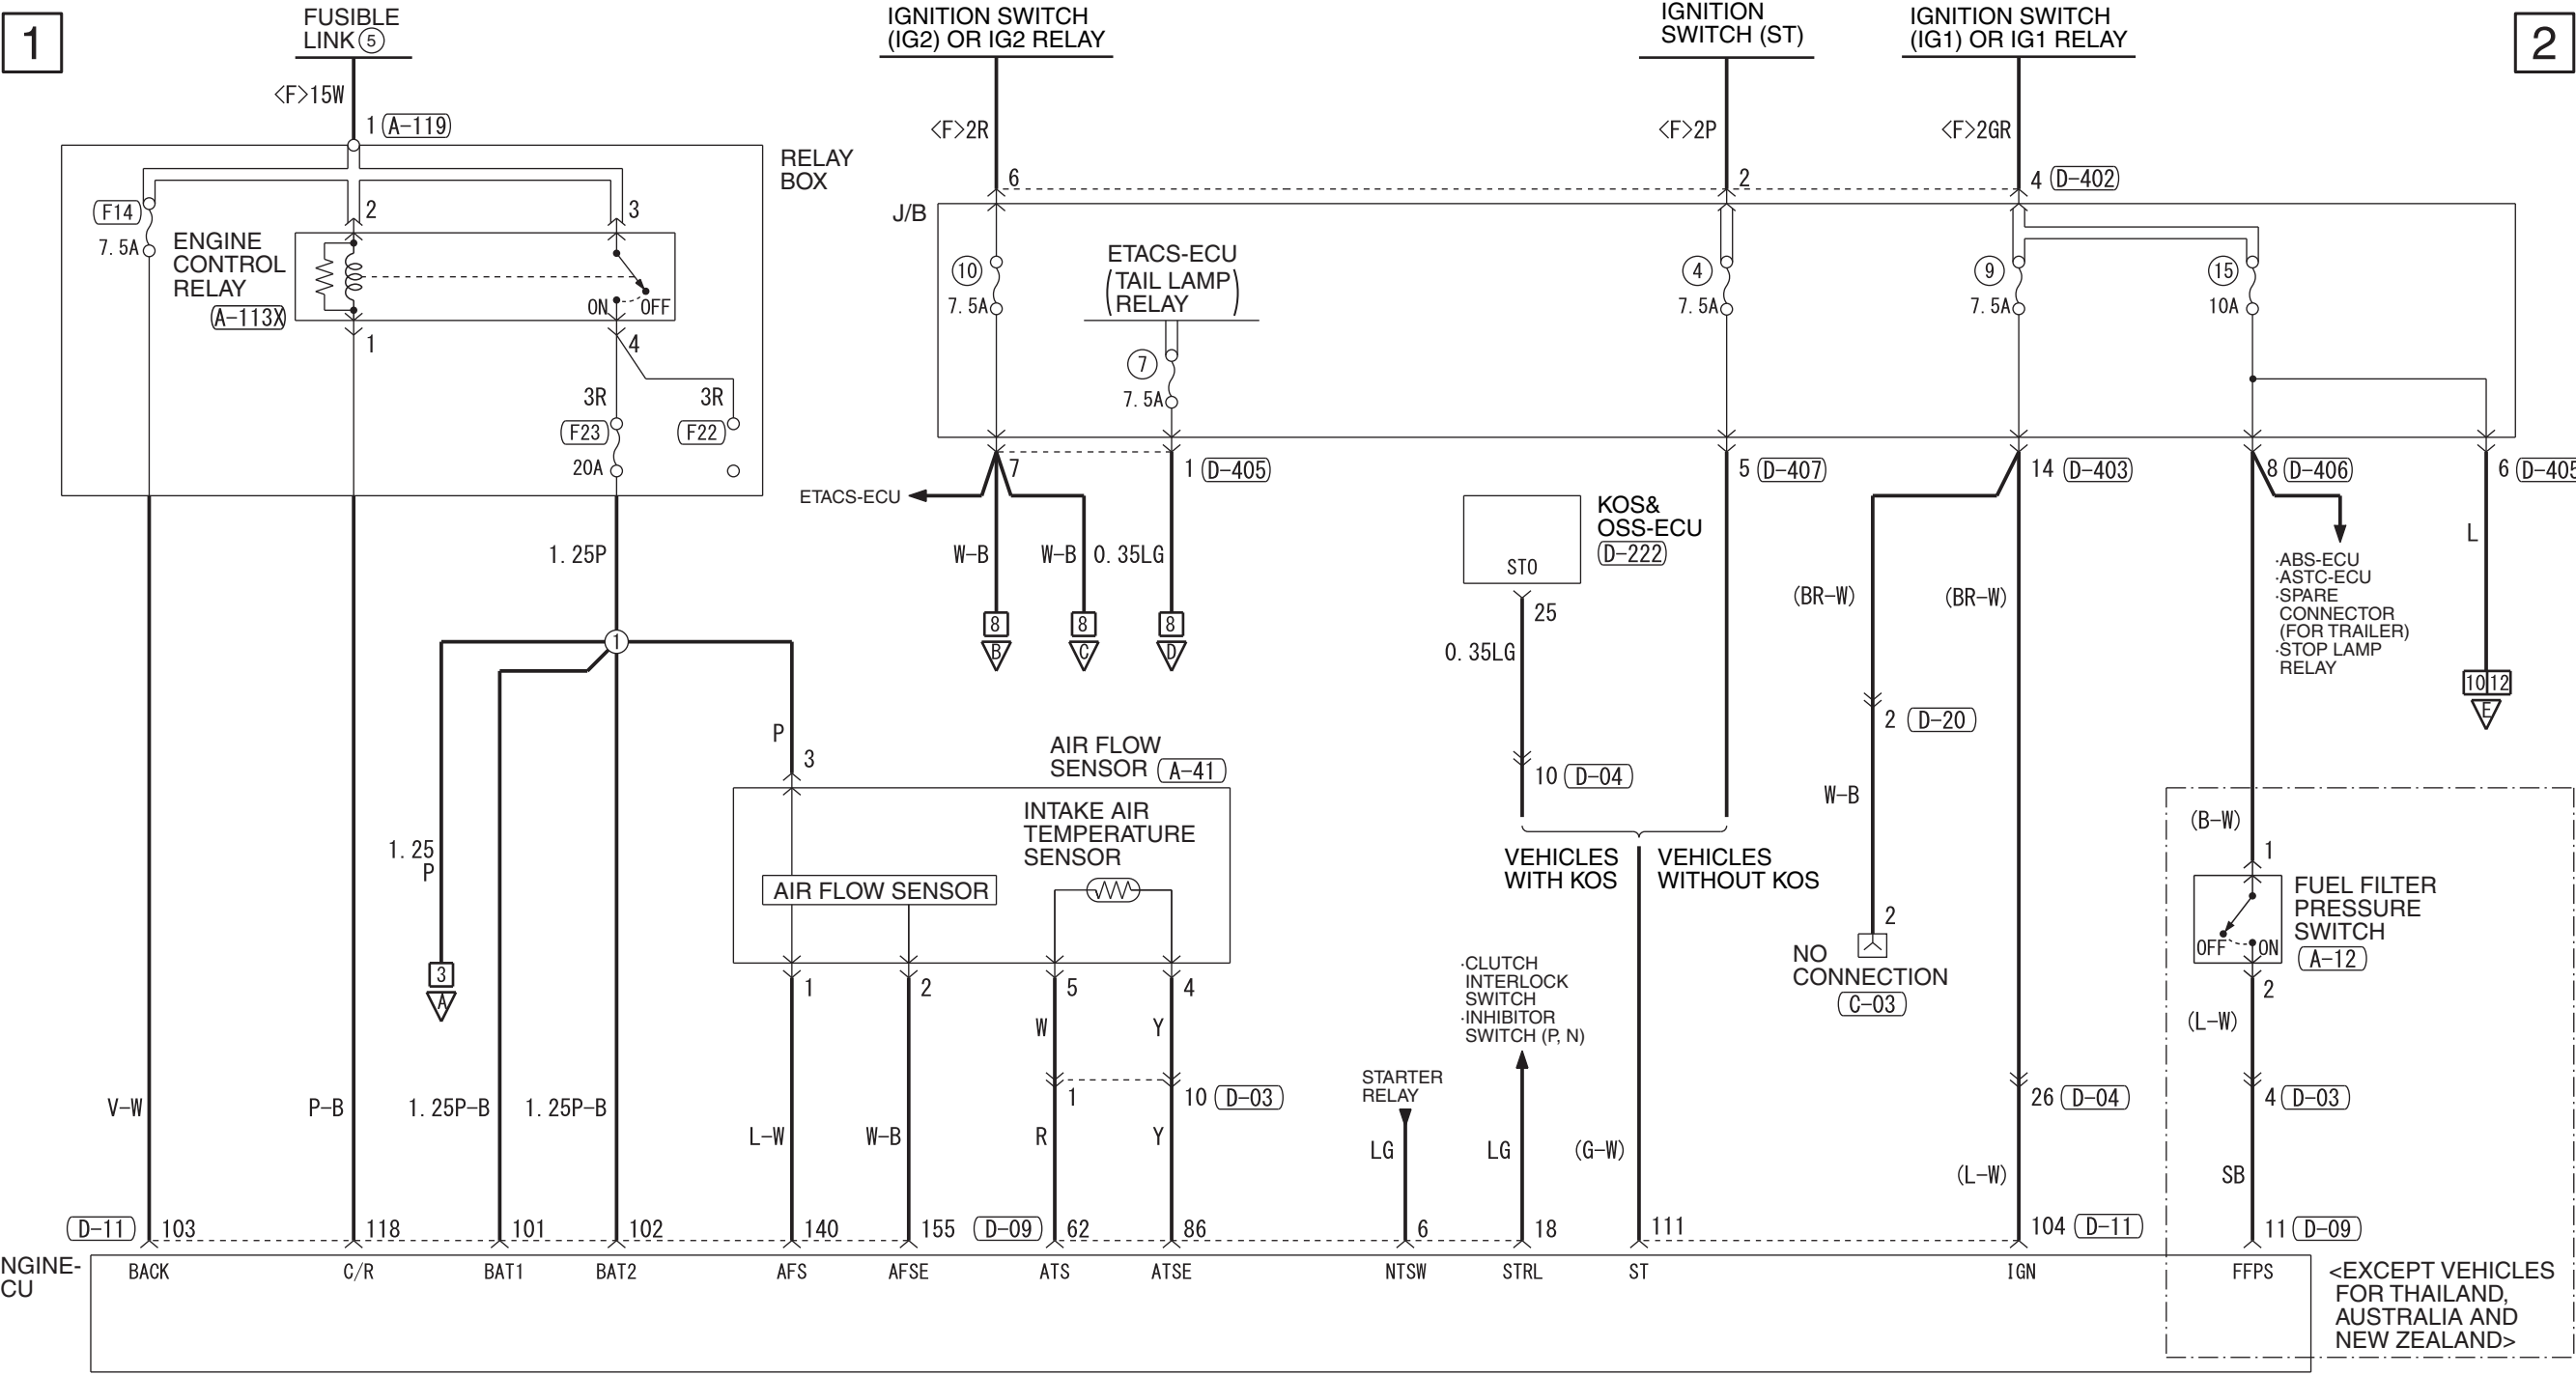 1
FUSIBLE
LINK 5
IGNITION SWITCH
(IG2) OR IG2 RELAY
IGNITION
SWITCH (ST)
IGNITION SWITCH
(IG1) OR IG1 RELAY
2
<F>15W
1 A-119
<F>2R
<F>2P
<F>2GR
RELAY
BOX
6
2
4 D-402
F14
7.5A
2
3
J/B
ENGINE
CONTROL
RELAY
A-113X
ON
OFF
1
4
10
7.5A
ETACS-ECU
(TAIL LAMP
RELAY)
7
7.5A
4
7.5A
9
7.5A
15
10A
3R
3R
F23
F22
20A
7
1 D-405
5 D-407
14 D-403
8 D-406
6 D-405
ETACS-ECU
KOS&
OSS-ECU
D-222
STO
25
1.25P
W-B
W-B
0.35LG
(BR-W)
(BR-W)
L
·ABS-ECU
·ASTC-ECU
·SPARE
CONNECTOR
(FOR TRAILER)
·STOP LAMP
RELAY
8
B
8
C
8
D
1
0.35LG
10 12
E
P
3
AIR FLOW
SENSOR A-41
10 D-04
2 D-20
W-B
1.25
P
INTAKE AIR
TEMPERATURE
SENSOR
AIR FLOW SENSOR
VEHICLES
WITH KOS
VEHICLES
WITHOUT KOS
(B-W)
1
FUEL FILTER
PRESSURE
SWITCH
A-12
OFF
ON
2
NO
CONNECTION
C-03
3
A
1
2
5
4
·CLUTCH
INTERLOCK
SWITCH
·INHIBITOR
SWITCH (P, N)
2
(L-W)
W
Y
STARTER
RELAY
1
10 D-03
26 D-04
4 D-03
V-W
P-B
1.25P-B
1.25P-B
L-W
W-B
R
Y
LG
LG
(G-W)
(L-W)
SB
D-11 103
118
101
102
140
155
D-09 62
86
6
18
111
104 D-11
11 D-09
NGINE-
CU
BACK
C/R
BAT1
BAT2
AFS
AFSE
ATS
ATSE
NTSW
STRL
ST
IGN
FFPS
<EXCEPT VEHICLES
FOR THAILAND,
AUSTRALIA AND
NEW ZEALAND>